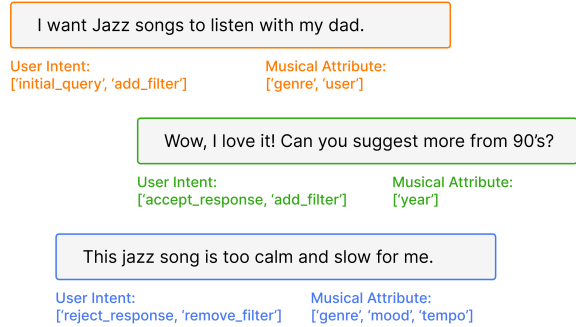 I want Jazz songs to listen with my dad.
User Intent:
['initial_query', 'add_filter']
Musical Attribute:
['genre', 'user']
Wow, I love it! Can you suggest more from 90's?
User Intent:
['accept_response, 'add_filter']
Musical Attribute:
['year']
This jazz song is too calm and slow for me.
User Intent:
['reject_response, 'remove_filter']
Musical Attribute:
['genre', 'mood', 'tempo']